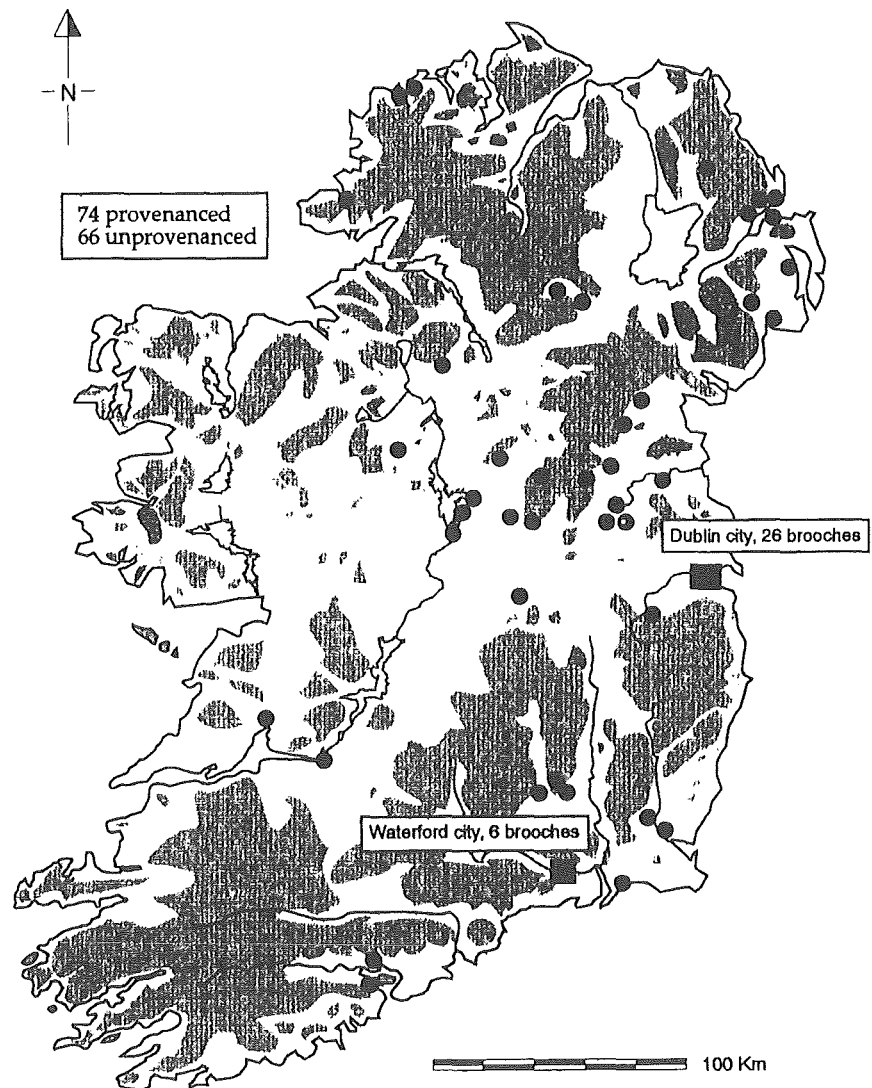 N
74 provenanced
66 unprovenanced
Dublin city, 26 brooches
Waterford city, 6 brooches
100 Km